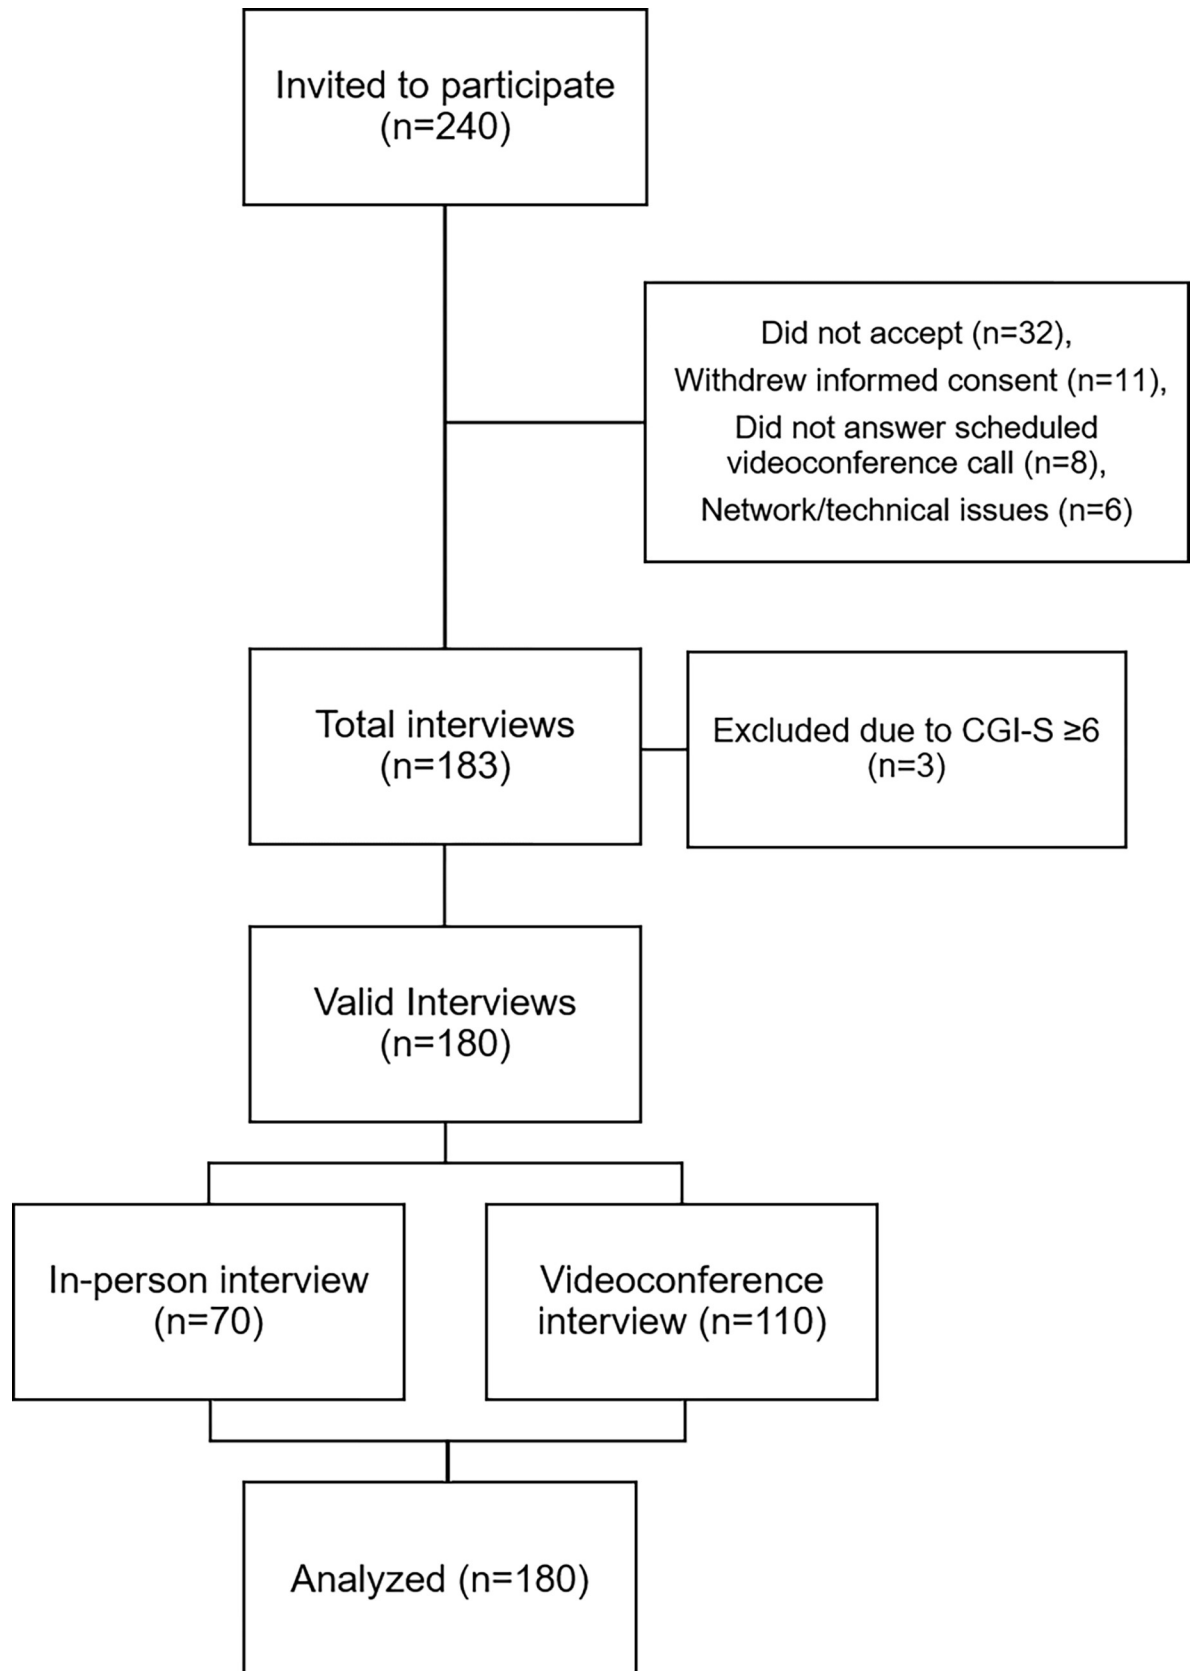 Invited to participate
(n=240)
Did not accept (n=32),
Withdrew informed consent (n=11),
Did not answer scheduled
videoconference call (n=8),
Network/technical issues (n=6)
Total interviews
(n=183)
Excluded due to CGI-S ≥6
(n=3)
Valid Interviews
(n=180)
In-person interview
(n=70)
Videoconference
interview (n=110)
Analyzed (n=180)